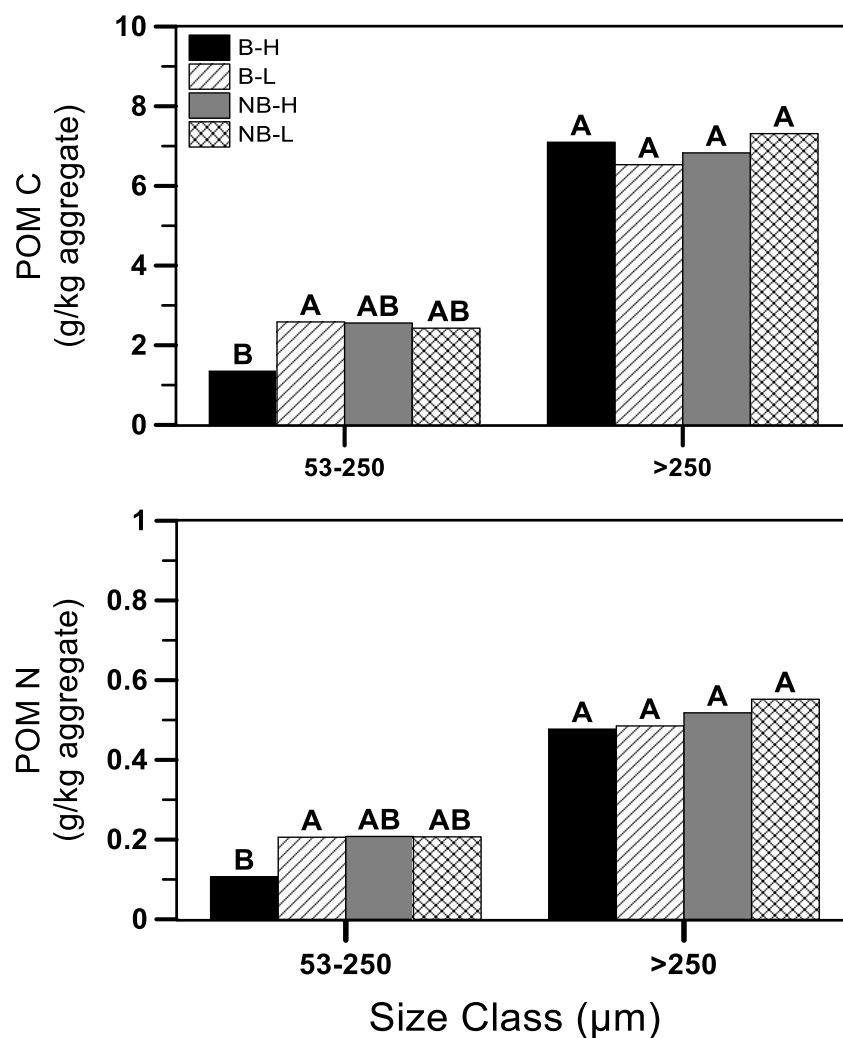 POM C
(g/kg aggregate)
10
8
6
4
2
0
B-H
B-L
NB-H
NB-L
B
A
AB
AB
A
A
A
A
53-250
>250
POM N
(g/kg aggregate)
1
0.8
0.6
0.4
0.2
0
B
A
AB
AB
A
A
A
A
53-250
>250
Size Class (µm)